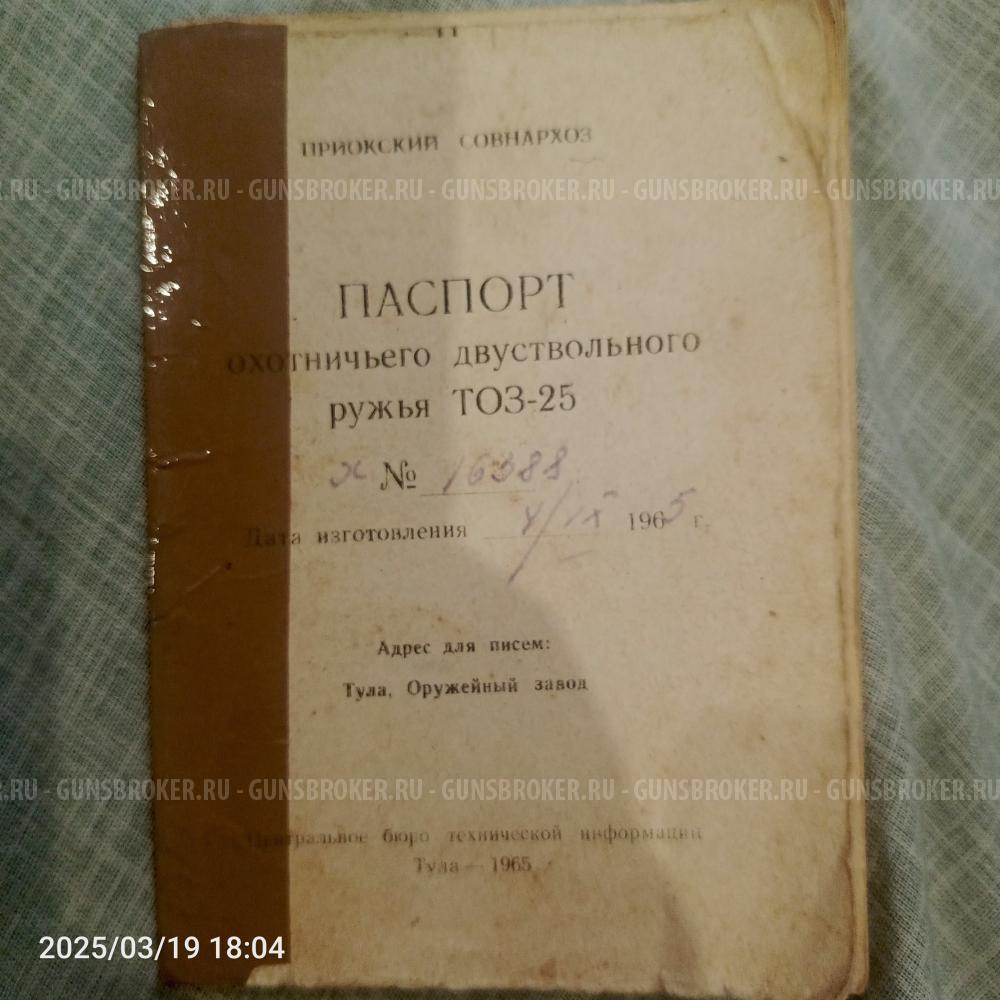 ПРИОКСКИЙ СОВНАРХОЗ
.RU - GUNSBROKER.RU - GUNSBROKER.RU - GUNSBROKER.RU - GUNSBROKER.RU - GUNSBROKER
ПАСПОРТ
охотничьего двуствольного
ружья ТОЗ-25
х № 16388
Дата изготовления 4/IX 1965 г.
Адрес для писем:
Тула, Оружейный завод
.RU - GUNSBROKER.RU - GUNSBROKER.RU - GUNSBROKER.RU - GUNSBROKER.RU - GUNSBROKER
Центральное бюро технической информации
Тула — 1965
2025/03/19 18:04